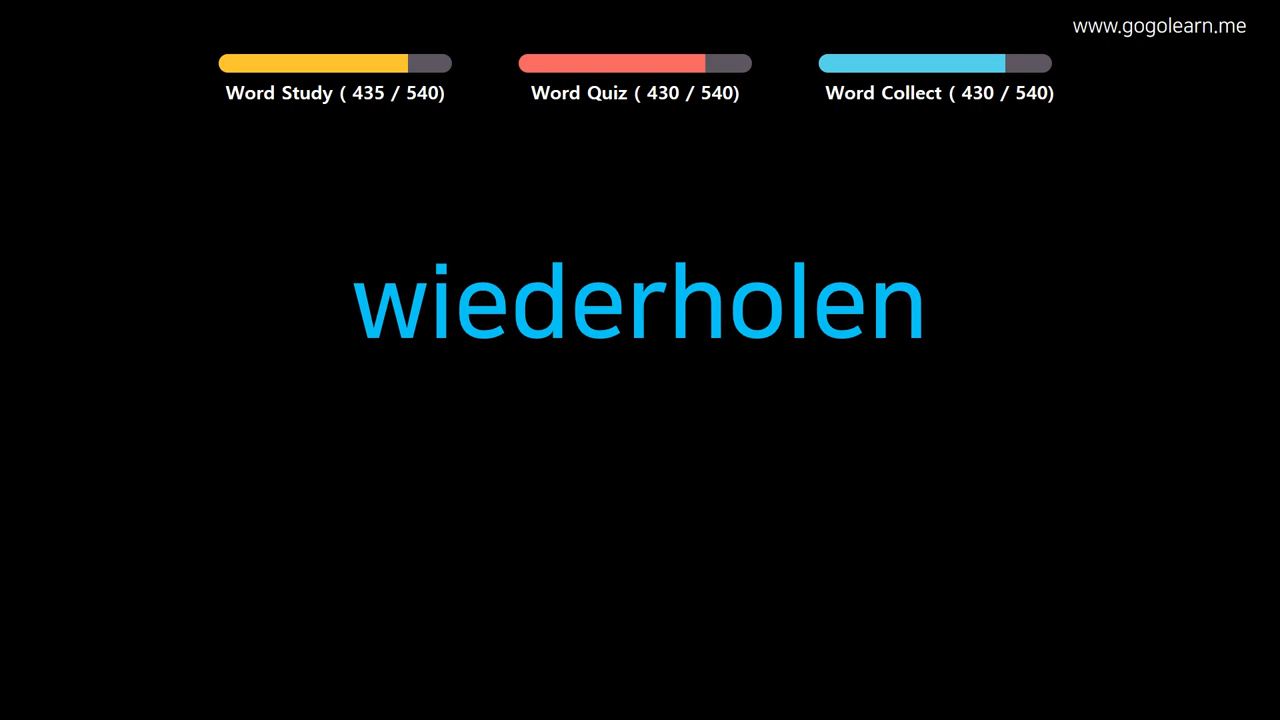 www.gogolearn.me
Word Study ( 435 / 540)
Word Quiz ( 430 / 540)
Word Collect ( 430 / 540)
wiederholen